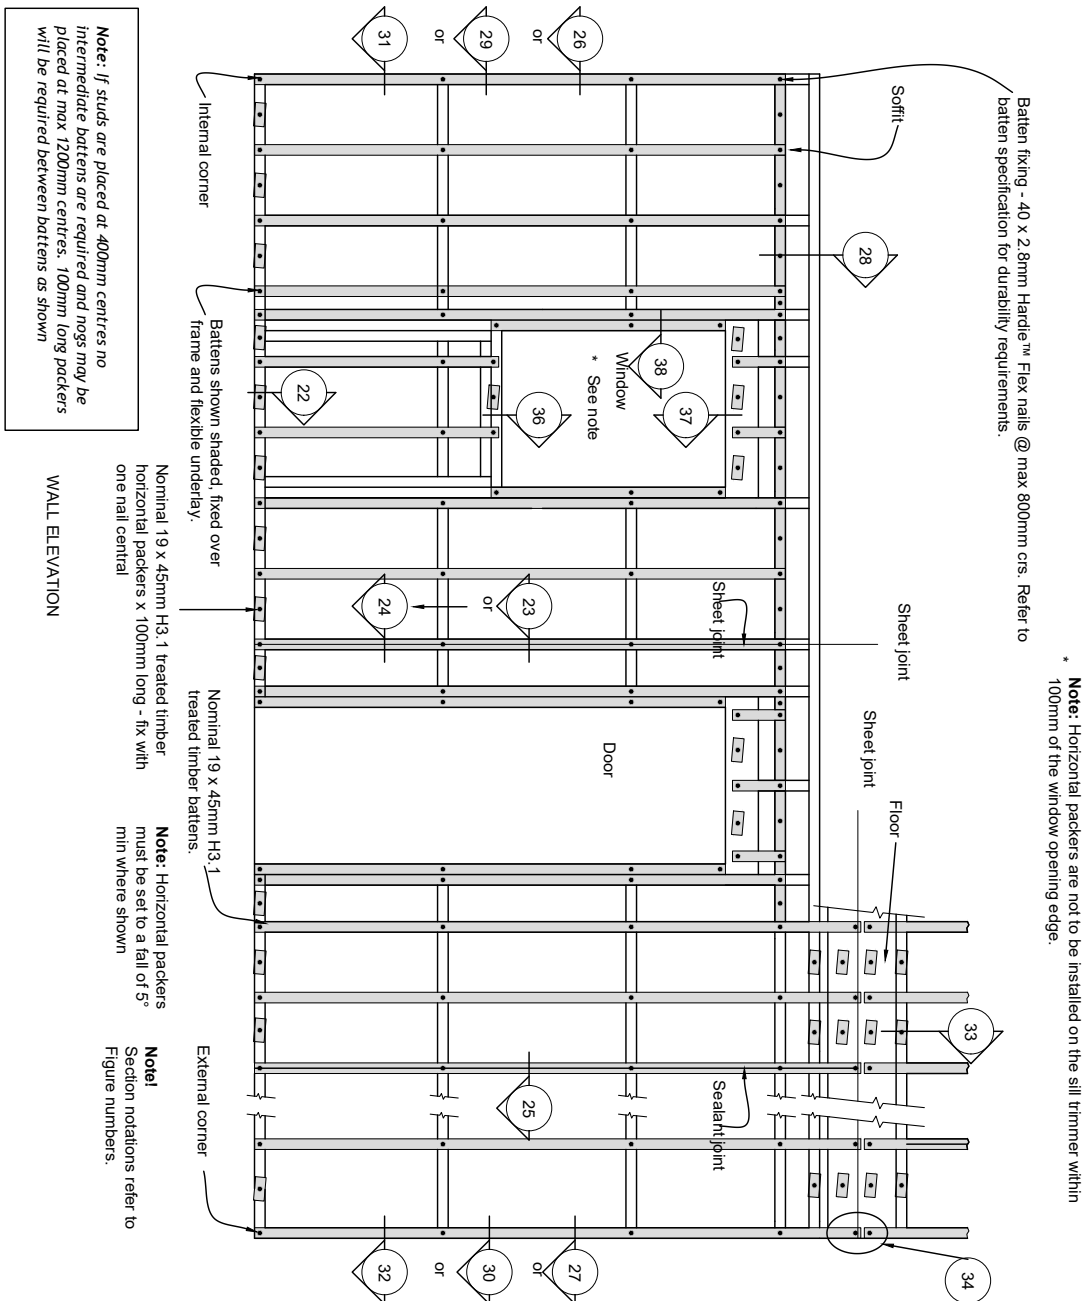 * Note: Horizontal packers are not to be installed on the sill trimmer within
100mm of the window opening edge.
Batten fixing - 40 x 2.8mm Hardie™ Flex nails @ max 800mm crs. Refer to
batten specification for durability requirements.
Sheet joint
Sheet joint
Floor
Soffit
28
33
34
26
or
29
or
31
Window
* See note
38
37
36
22
Sheet joint
23
or
24
Door
Sealant joint
25
27
or
30
or
32
Internal corner
Battens shown shaded, fixed over
frame and flexible underlay.
Nominal 19 x 45mm H3.1 treated timber
horizontal packers x 100mm long - fix with
one nail central
Nominal 19 x 45mm H3.1
treated timber battens.
Note: Horizontal packers
must be set to a fall of 5°
min where shown
External corner
Note!
Section notations refer to
Figure numbers.
Note: If studs are placed at 400mm centres no
intermediate battens are required and nogs may be
placed at max 1200mm centres. 100mm long packers
will be required between battens as shown
WALL ELEVATION